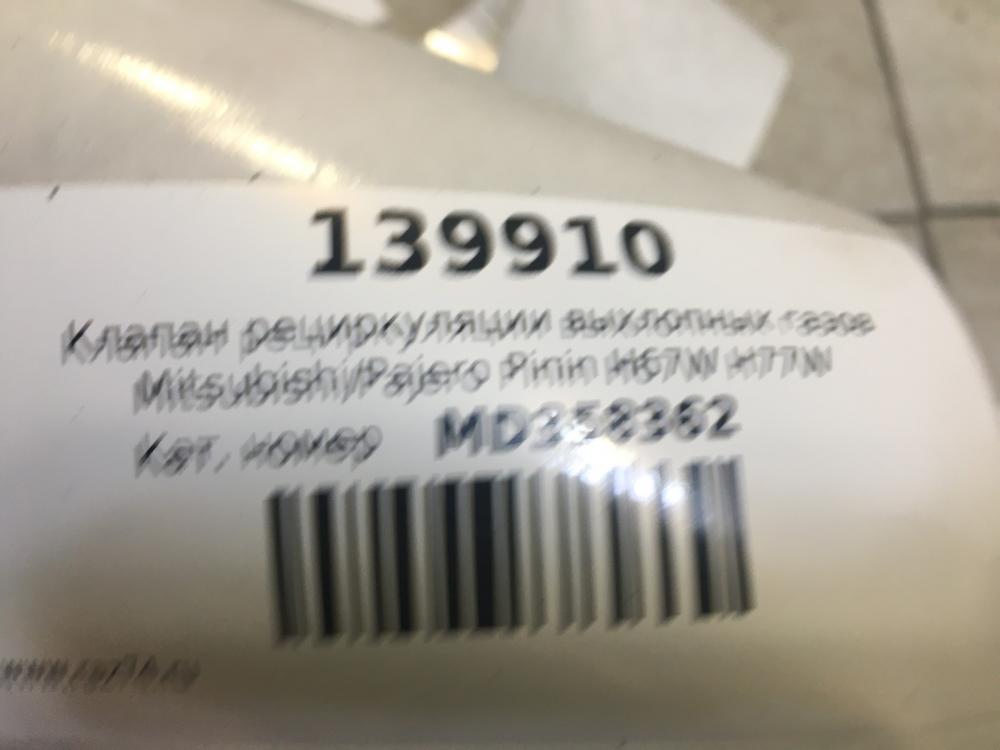 139910
Клапан рециркуляции выхлопных газов
Mitsubishi/Pajero Pinin H67W H77W
Кат. номер MD358362